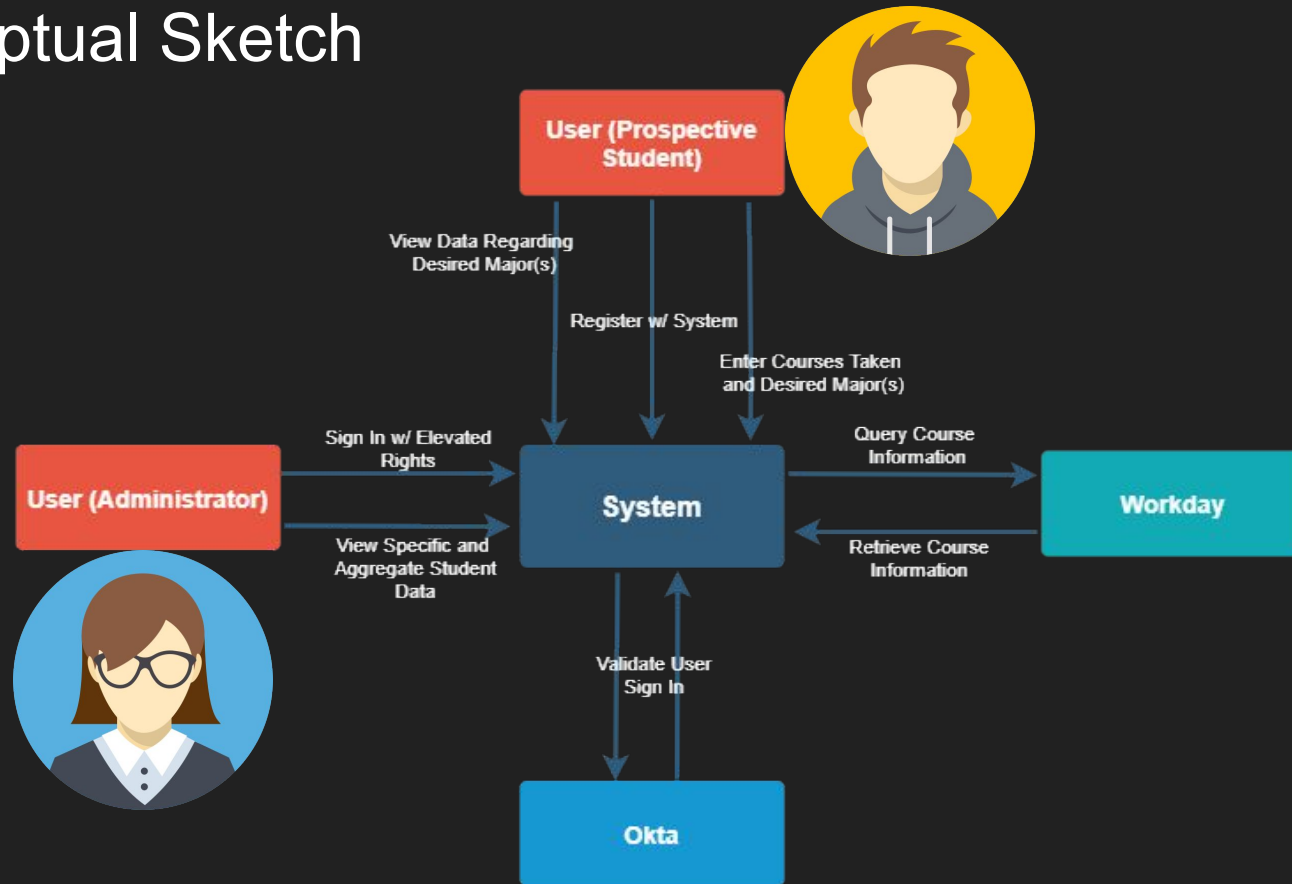 ptual Sketch
User (Prospective
Student)
View Data Regarding
Desired Major(s)
Register w/ System
Enter Courses Taken
and Desired Major(s)
Sign In w/ Elevated
Rights
Query Course
Information
User (Administrator)
System
Workday
View Specific and
Aggregate Student
Data
Retrieve Course
Information
Validate User
Sign In
Okta